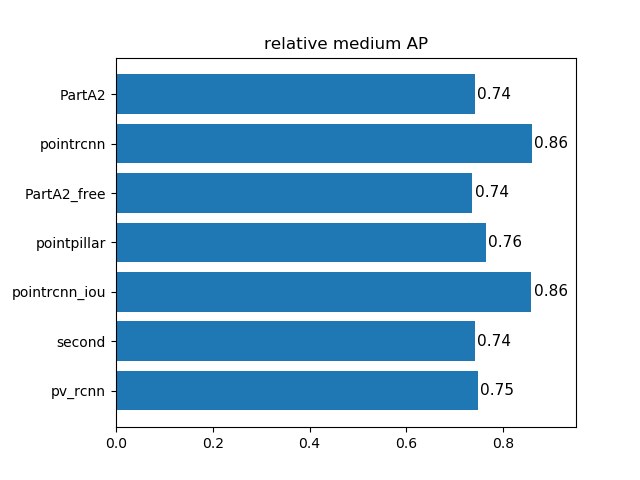 relative medium AP
PartA2 0.74
pointrcnn 0.86
PartA2_free 0.74
pointpillar 0.76
pointrcnn_iou 0.86
second 0.74
pv_rcnn 0.75
0.0 0.2 0.4 0.6 0.8